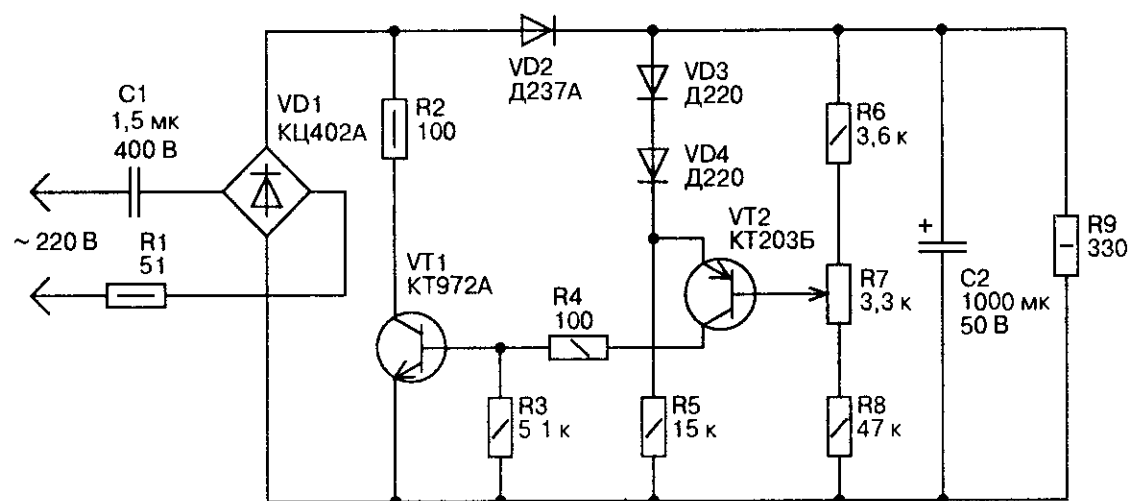 C1
1,5 мк
400 В
VD1
КЦ402А
R2
100
VD2
Д237А
VD3
Д220
VD4
Д220
R6
3,6 к
~ 220 В
R1
51
VT1
КТ972А
R4
100
VT2
КТ203Б
R7
3,3 к
+
C2
1000 мк
50 В
R9
330
R3
5 1 к
R5
15 к
R8
47 к